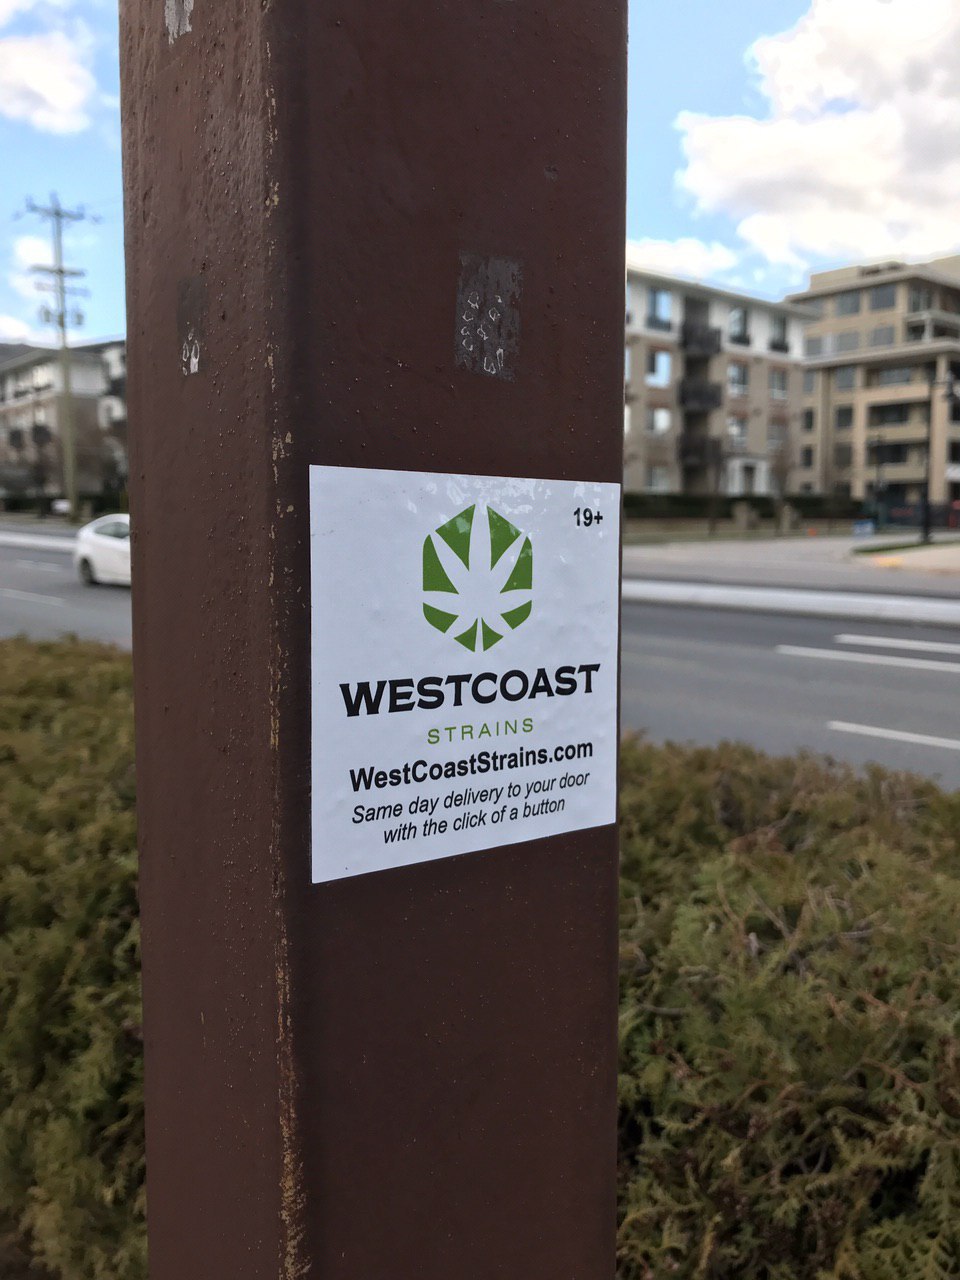 19+
WESTCOAST
STRAINS
WestCoastStrains.com
Same day delivery to your door
with the click of a button